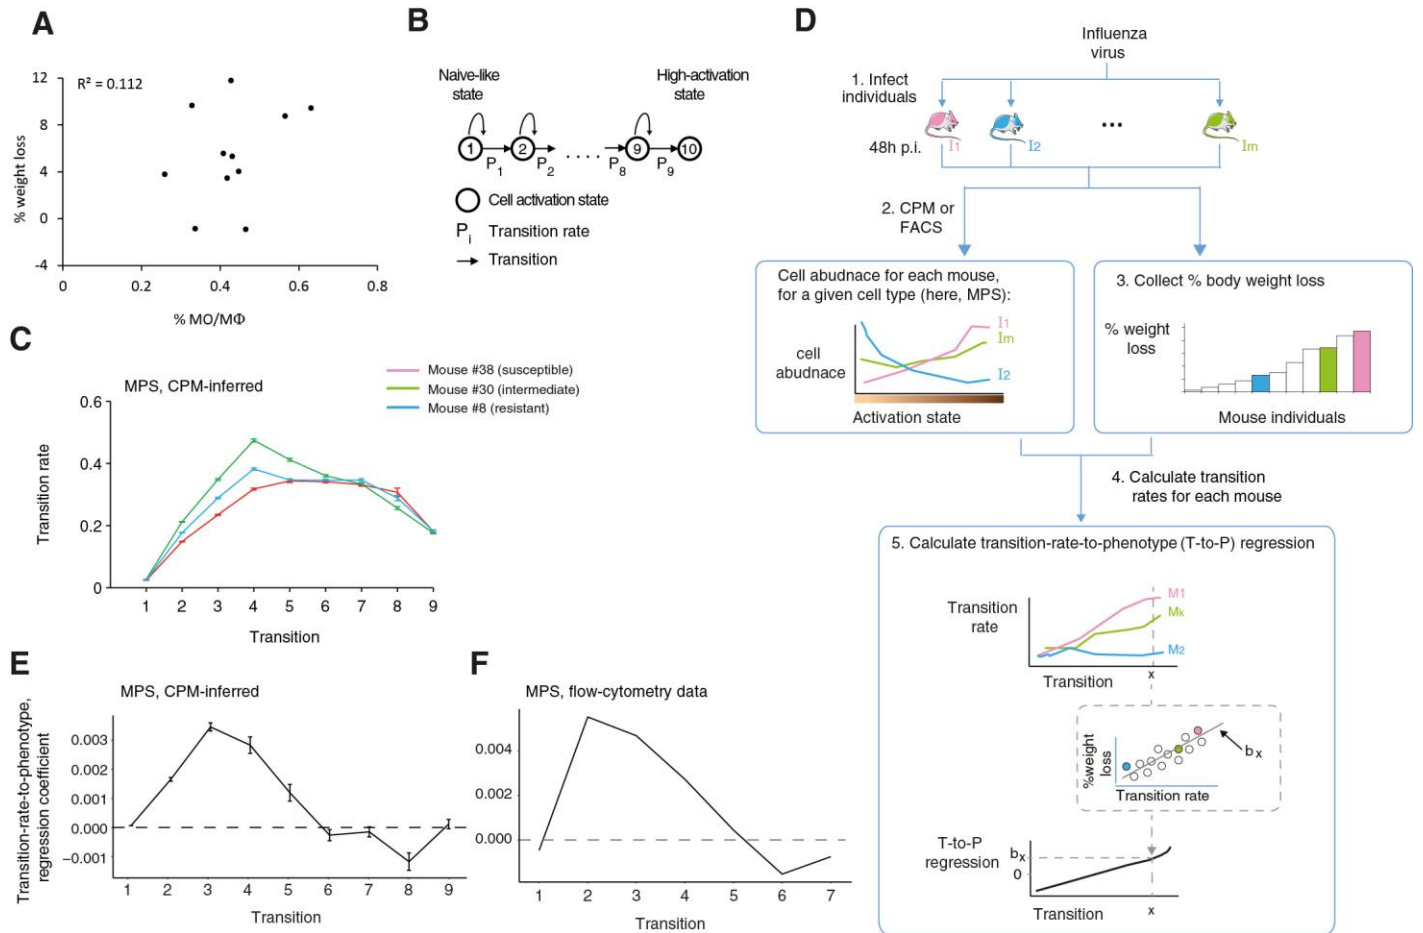 A
R² = 0.112
% weight loss
12
8
4
0
-4
0
0.2
0.4
0.6
0.8
% MO/MΦ
B
Naive-like
state
High-activation
state
1
2
9
10
P1
P2
. . . .
P8
P9
Cell activation state
Pi Transition rate
Transition
C
MPS, CPM-inferred
Mouse #38 (susceptible)
Mouse #30 (intermediate)
Mouse #8 (resistant)
Transition rate
0.6
0.4
0.2
0
1 2 3 4 5 6 7 8 9
Transition
D
Influenza
virus
1. Infect
individuals
48h p.i.
I1
I2
...
Im
2. CPM or
FACS
Cell abudnace for each mouse,
for a given cell type (here, MPS):
cell
abudnace
I1
Im
I2
Activation state
3. Collect % body weight loss
% weight
loss
Mouse individuals
4. Calculate transition
rates for each mouse
5. Calculate transition-rate-to-phenotype (T-to-P) regression
Transition
rate
M1
Mk
M2
Transition
x
%weight
loss
bx
Transition rate
T-to-P
regression
bx
0
Transition
x
E
MPS, CPM-inferred
Transition-rate-to-phenotype,
regression coefficient
0.003
0.002
0.001
0.000
−0.001
1 2 3 4 5 6 7 8 9
Transition
F
MPS, flow-cytometry data
0.004
0.002
0.000
1 2 3 4 5 6 7
Transition